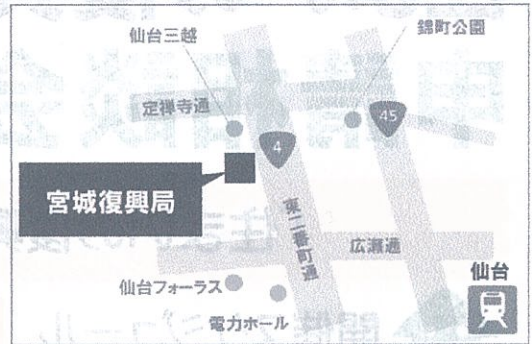 仙台三越
錦町公園
定禅寺通
45
4
宮城復興局
東二番町通
広瀬通
仙台フォーラス
仙台
電力ホール